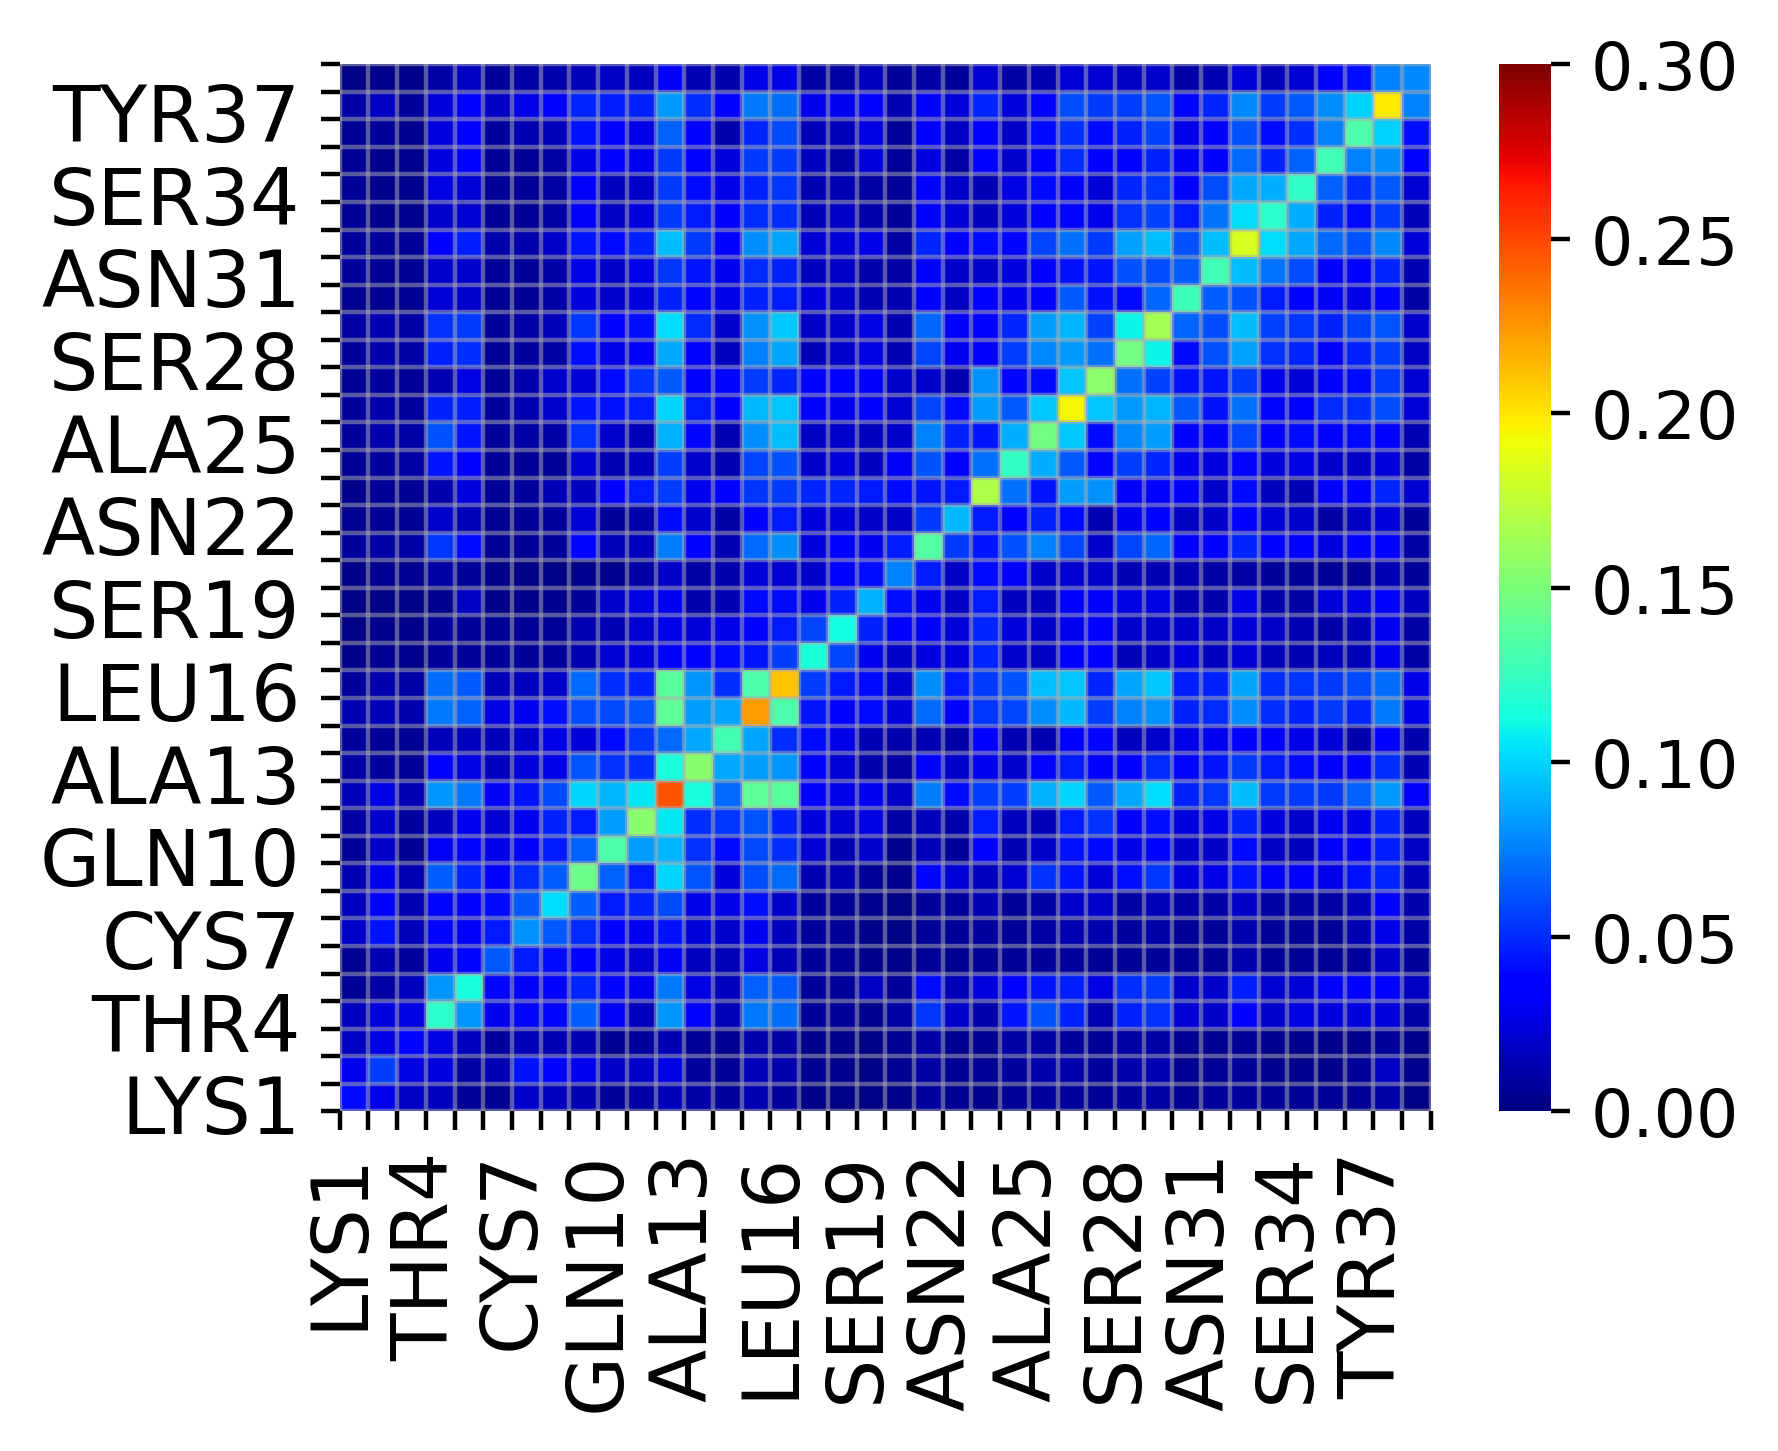 TYR37
SER34
ASN31
SER28
ALA25
ASN22
SER19
LEU16
ALA13
GLN10
CYS7
THR4
LYS1
LYS1
THR4
CYS7
GLN10
ALA13
LEU16
SER19
ASN22
ALA25
SER28
ASN31
SER34
TYR37
0.30
0.25
0.20
0.15
0.10
0.05
0.00